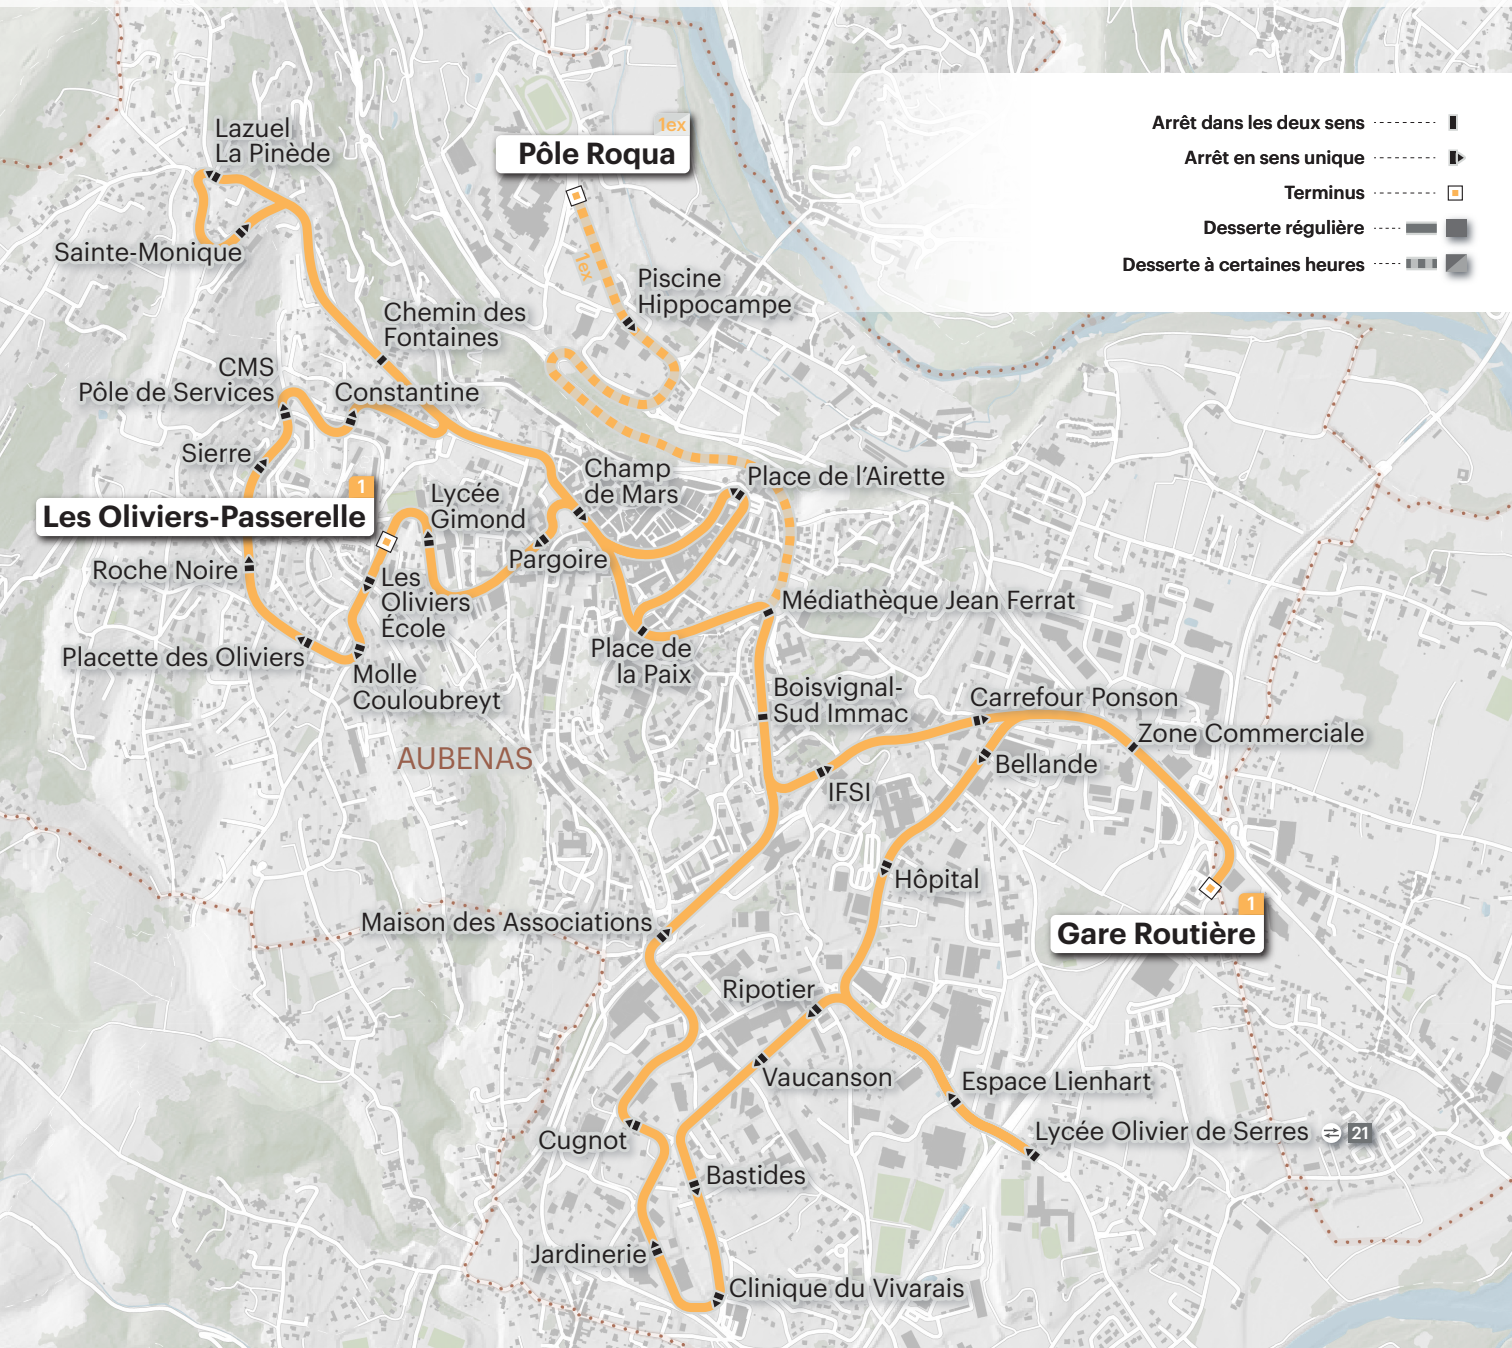 Arrêt dans les deux sens
Arrêt en sens unique
Terminus
Desserte régulière
Desserte à certaines heures
1ex
Pôle Roqua
1ex
Lazuel
La Pinède
Sainte-Monique
Piscine
Hippocampe
Chemin des
Fontaines
CMS
Pôle de Services
Constantine
Sierre
Champ
de Mars
Place de l'Airette
1
Les Oliviers-Passerelle
Lycée
Gimond
Pargoire
Roche Noire
Les
Oliviers
École
Médiathèque Jean Ferrat
Placette des Oliviers
Molle
Couloubreyt
Place de
la Paix
Boisvignal-
Sud Immac
Carrefour Ponson
Zone Commerciale
AUBENAS
Bellande
IFSI
Hôpital
1
Gare Routière
Maison des Associations
Ripotier
Vaucanson
Espace Lienhart
Lycée Olivier de Serres 21
Cugnot
Bastides
Jardinerie
Clinique du Vivarais